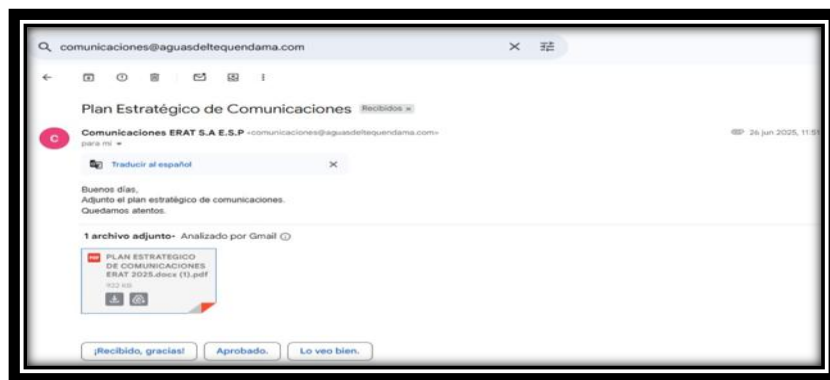 comunicaciones@aguasdeltequendama.com
Plan Estratégico de Comunicaciones Recibidos x
C Comunicaciones ERAT S.A E.S.P <comunicaciones@aguasdeltequendama.com> 26 jun 2025, 11:51
para mí
Traducir al español
Buenos días,
Adjunto el plan estratégico de comunicaciones.
Quedamos atentos.
1 archivo adjunto• Analizado por Gmail
PDF PLAN ESTRATEGICO
DE COMUNICACIONES
ERAT 2025.docx (1).pdf
922 KB
¡Recibido, gracias! Aprobado. Lo veo bien.